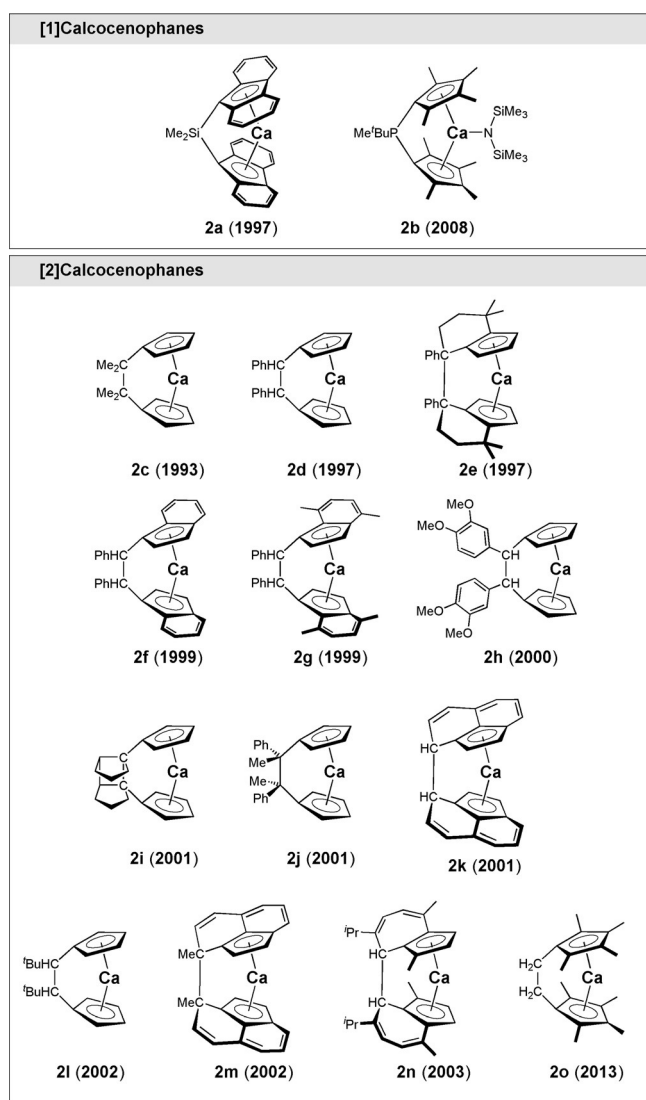 [1]Calcocenophanes
Me₂Si
Ca
MeᵗBuP
Ca
N
SiMe₃
SiMe₃
2a (1997)
2b (2008)
[2]Calcocenophanes
Me₂C
Me₂C
Ca
2c (1993)
PhHC
PhHC
Ca
2d (1997)
PhC
PhC
Ca
2e (1997)
PhHC
PhHC
Ca
2f (1999)
PhHC
PhHC
Ca
2g (1999)
MeO
MeO
CH
CH
MeO
MeO
Ca
2h (2000)
C
C
Ca
2i (2001)
Ph
Me
Me
Ph
Ca
2j (2001)
HC
HC
Ca
2k (2001)
ᵗBuHC
ᵗBuHC
Ca
2l (2002)
MeC
MeC
Ca
2m (2002)
ⁱPr
HC
HC
ⁱPr
Ca
2n (2003)
H₂C
H₂C
Ca
2o (2013)